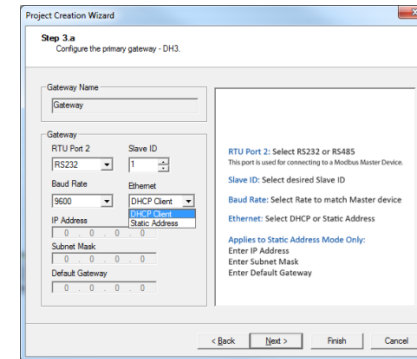 Project Creation Wizard
Step 3.a
Configure the primary gateway - DH3.
Gateway Name
Gateway
Gateway
RTU Port 2 Slave ID
RS232 1
Baud Rate Ethernet
9600 DHCP Client
DHCP Client
Static Address
IP Address
0 . 0 . 0 . 0
Subnet Mask
0 . 0 . 0 . 0
Default Gateway
0 . 0 . 0 . 0
RTU Port 2: Select RS232 or RS485
This port is used for connecting to a Modbus Master Device.
Slave ID: Select desired Slave ID
Baud Rate: Select Rate to match Master device
Ethernet: Select DHCP or Static Address
Applies to Static Address Mode Only:
Enter IP Address
Enter Subnet Mask
Enter Default Gateway
< Back Next > Finish Cancel